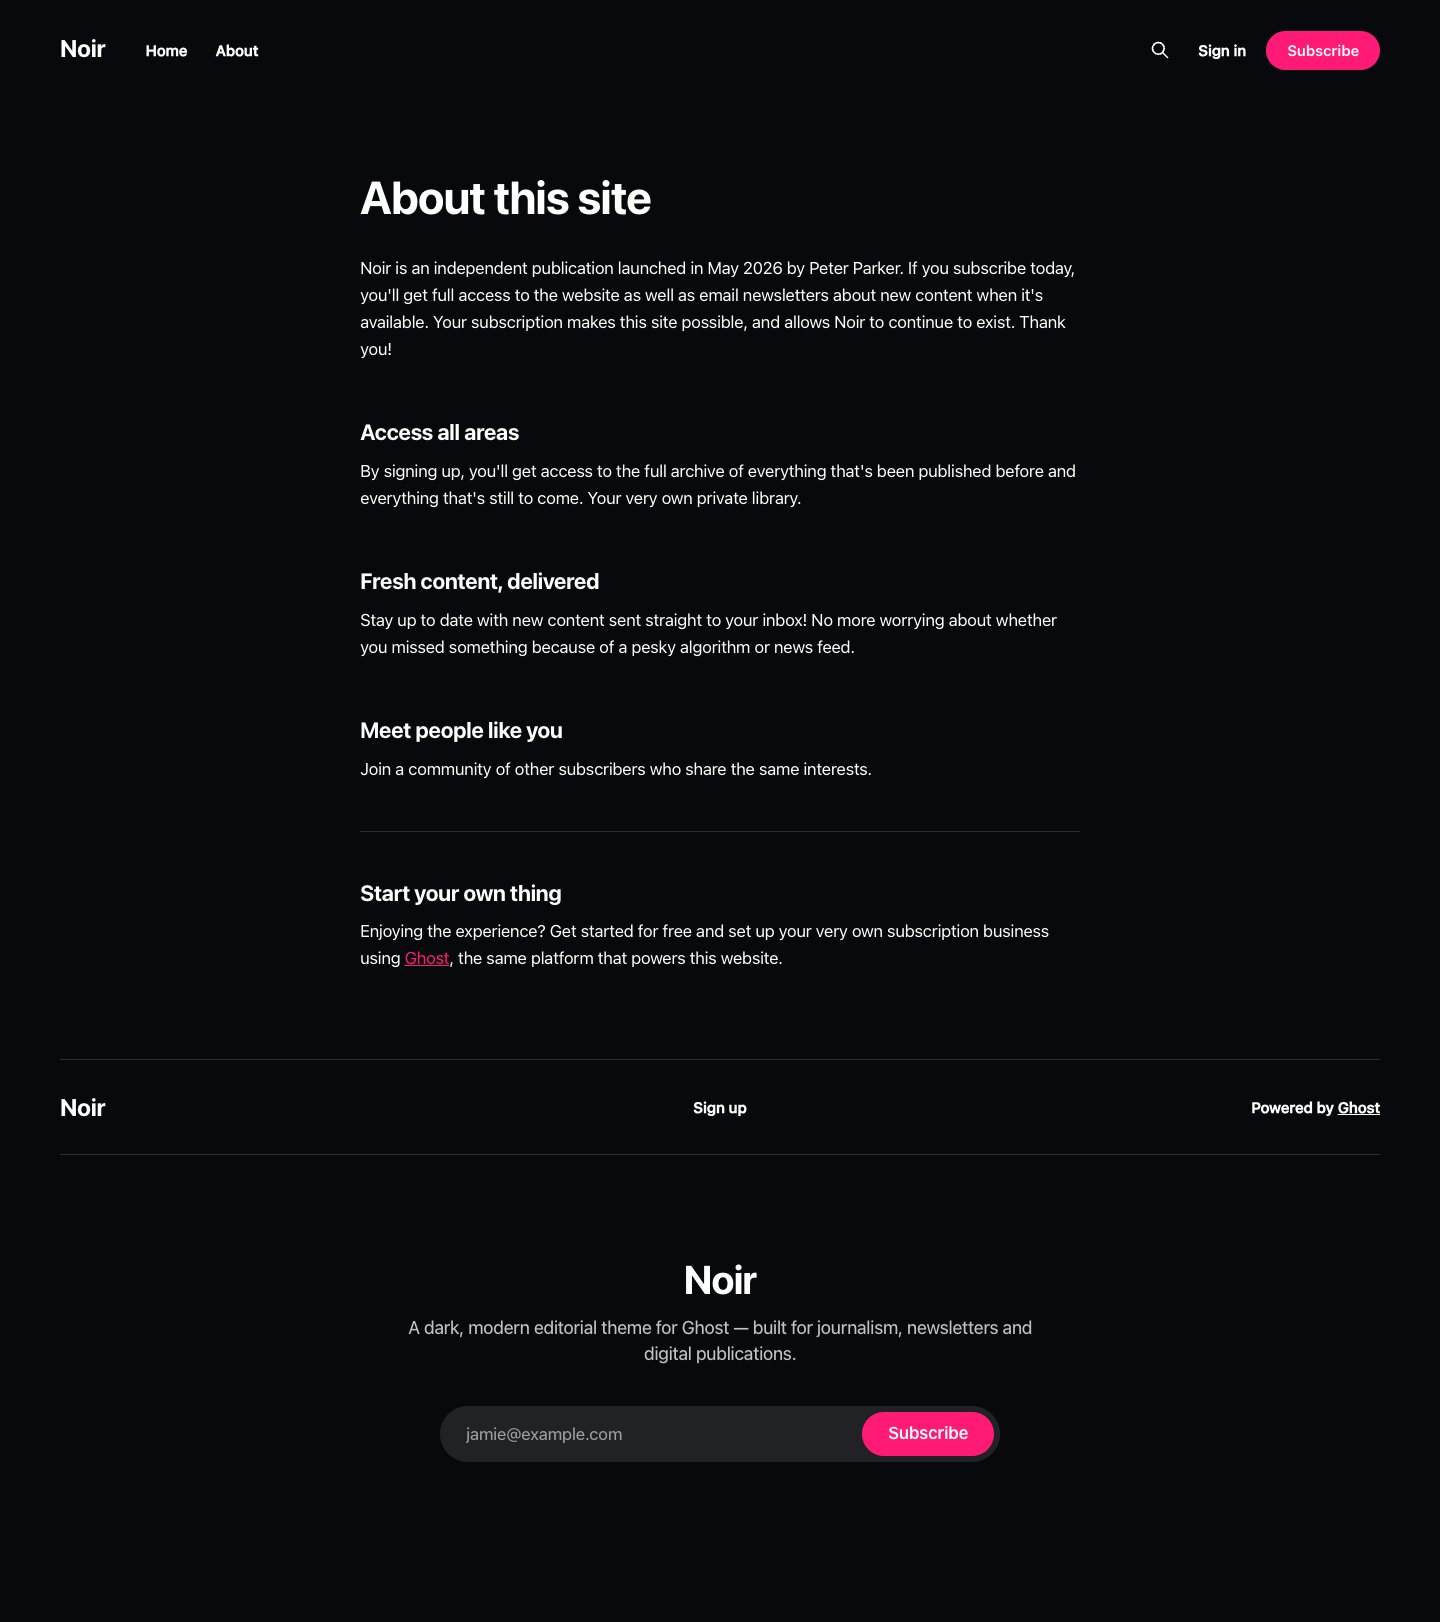 Noir
Home
About
Sign in
Subscribe
About this site
Noir is an independent publication launched in May 2026 by Peter Parker. If you subscribe today,
you'll get full access to the website as well as email newsletters about new content when it's
available. Your subscription makes this site possible, and allows Noir to continue to exist. Thank
you!
Access all areas
By signing up, you'll get access to the full archive of everything that's been published before and
everything that's still to come. Your very own private library.
Fresh content, delivered
Stay up to date with new content sent straight to your inbox! No more worrying about whether
you missed something because of a pesky algorithm or news feed.
Meet people like you
Join a community of other subscribers who share the same interests.
Start your own thing
Enjoying the experience? Get started for free and set up your very own subscription business
using Ghost, the same platform that powers this website.
Noir
Sign up
Powered by Ghost
Noir
A dark, modern editorial theme for Ghost — built for journalism, newsletters and
digital publications.
jamie@example.com
Subscribe